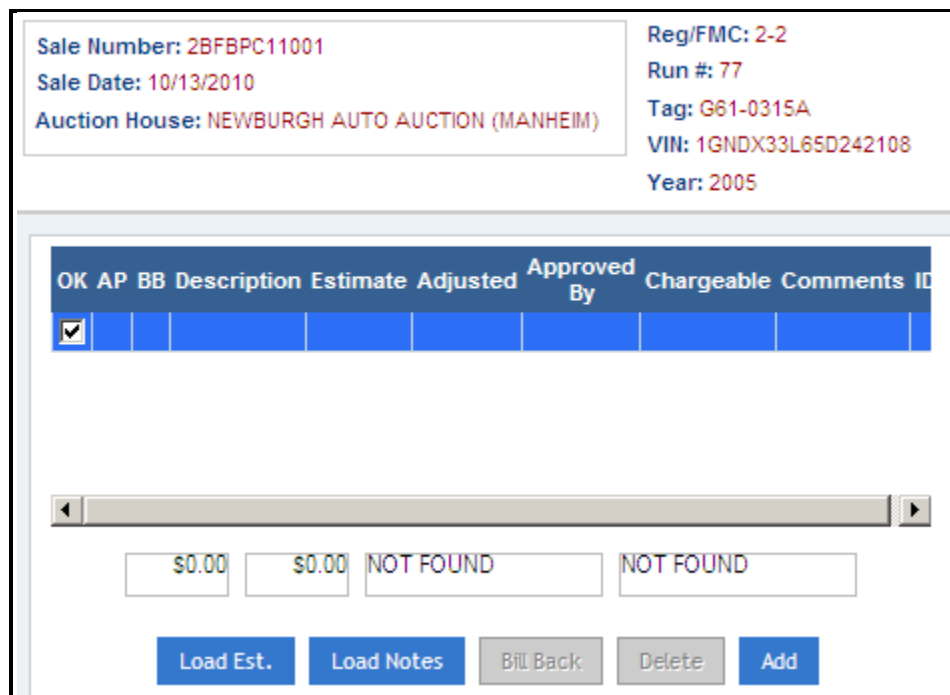 Sale Number: 2BFBPC11001
Sale Date: 10/13/2010
Auction House: NEWBURGH AUTO AUCTION (MANHEIM)
Reg/FMC: 2-2
Run #: 77
Tag: G61-0315A
VIN: 1GNDX33L65D242108
Year: 2005
OK AP BB Description Estimate Adjusted Approved By Chargeable Comments ID
$0.00 $0.00 NOT FOUND NOT FOUND
Load Est. Load Notes Bill Back Delete Add